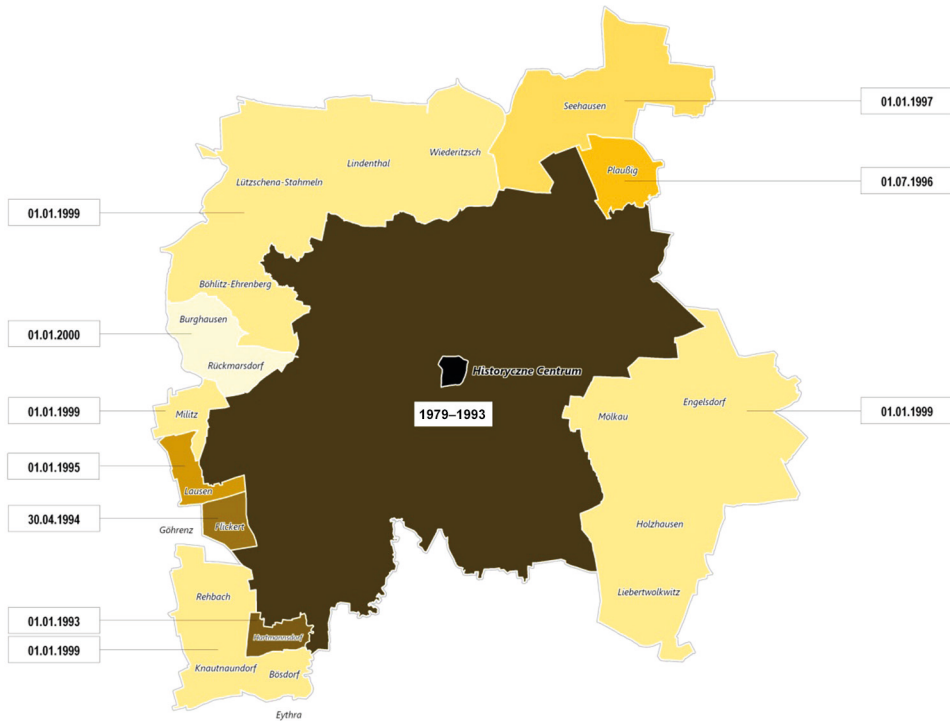 Seehausen
01.01.1997
Wiederitzsch
Lindenthal
Plaußig
01.07.1996
Lützschena-Stahmeln
01.01.1999
Böhlitz-Ehrenberg
Burghausen
01.01.2000
Rückmarsdorf
Historyczne Centrum
1979–1993
Engelsdorf
01.01.1999
Mölkau
01.01.1999
Militz
01.01.1995
Lausen
30.04.1994
Flickert
Göhrenz
Holzhausen
Liebertwolkwitz
Rehbach
01.01.1993
Hartmannsdorf
01.01.1999
Knautnaundorf
Bösdorf
Eythra